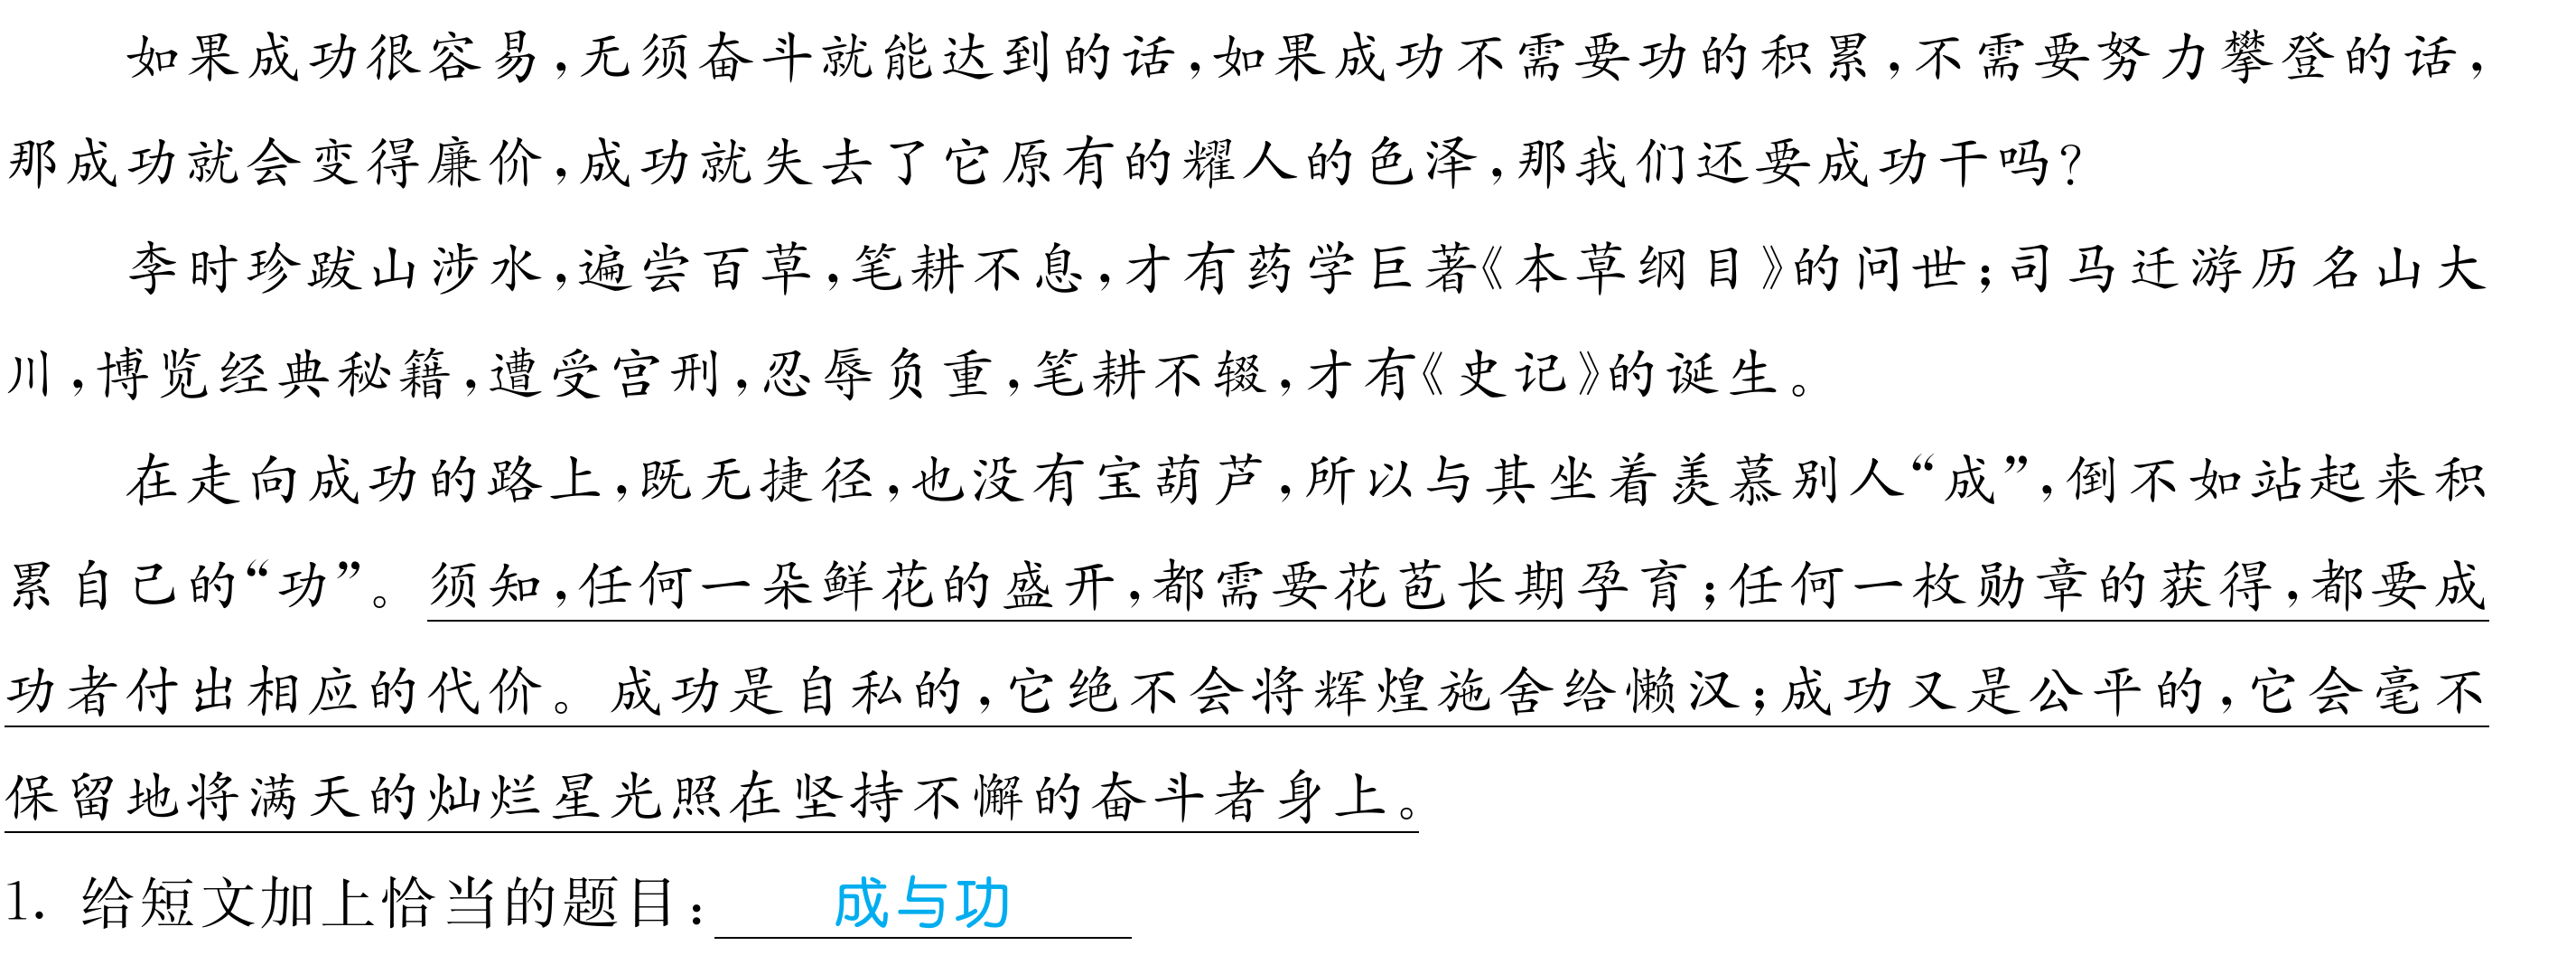 如果成功很容易,无须奋斗就能达到的话,如果成功不需要功的积累,不需要努力攀登的话,
那成功就会变得廉价,成功就失去了它原有的耀人的色泽,那我们还要成功干吗?
李时珍跋山涉水,遍尝百草,笔耕不息,才有药学巨著《本草纲目》的问世;司马迁游历名山大
川,博览经典秘籍,遭受宫刑,忍辱负重,笔耕不辍,才有《史记》的诞生。
在走向成功的路上,既无捷径,也没有宝葫芦,所以与其坐着羡慕别人“成”,倒不如站起来积
累自己的“功”。须知,任何一朵鲜花的盛开,都需要花苞长期孕育;任何一枚勋章的获得,都要成
功者付出相应的代价。成功是自私的,它绝不会将辉煌施舍给懒汉;成功又是公平的,它会毫不
保留地将满天的灿烂星光照在坚持不懈的奋斗者身上。
1. 给短文加上恰当的题目:成与功